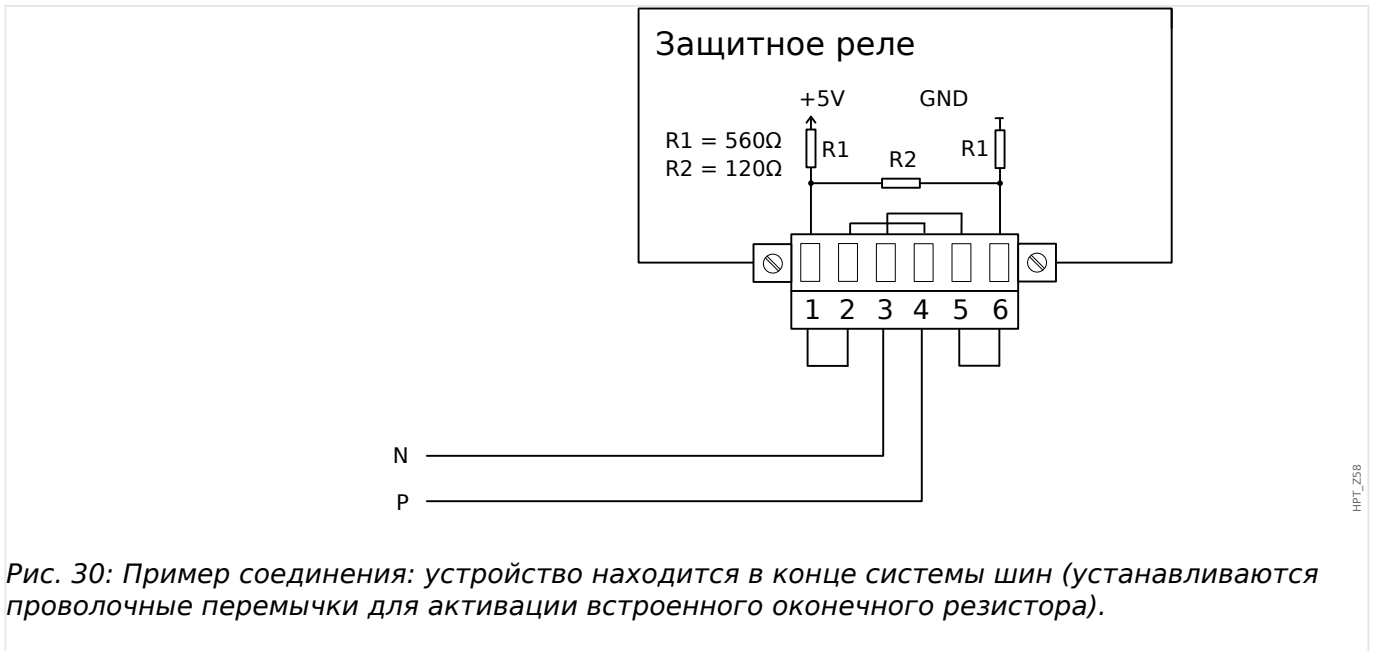 Защитное реле
+5V GND
R1 = 560Ω
R2 = 120Ω
R1 R2 R1
1 2 3 4 5 6
N
P
HPT_Z58
Рис. 30: Пример соединения: устройство находится в конце системы шин (устанавливаются
проволочные перемычки для активации встроенного оконечного резистора).